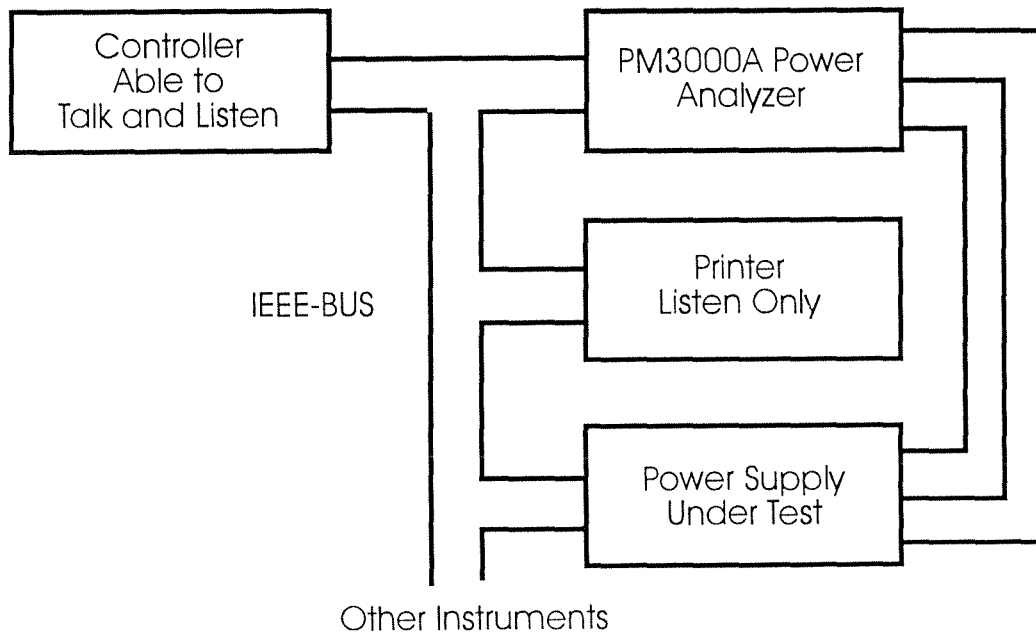 Controller
Able to
Talk and Listen
PM3000A Power
Analyzer
Printer
Listen Only
IEEE-BUS
Power Supply
Under Test
Other Instruments